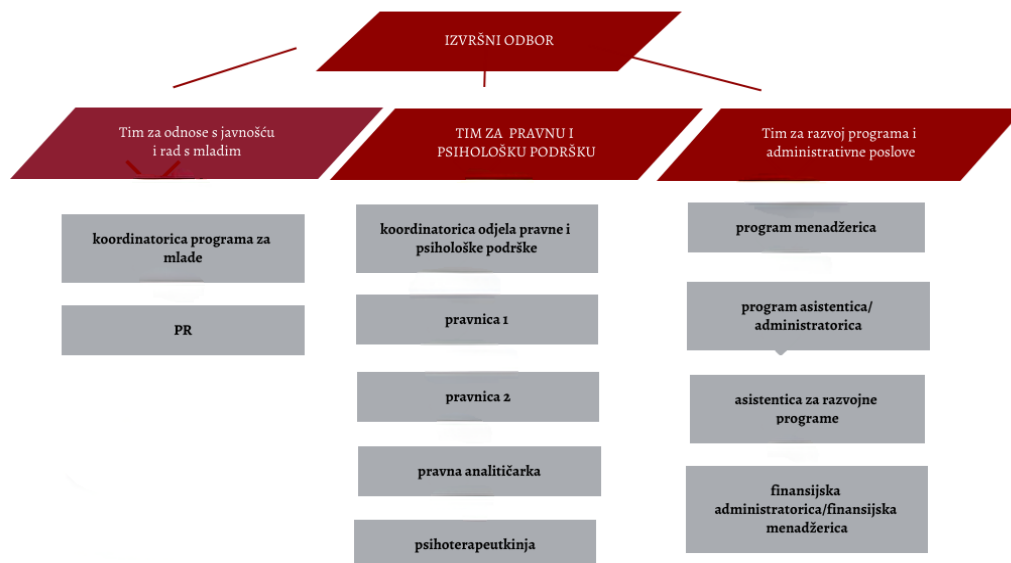 IZVRŠNI ODBOR
Tim za odnose s javnošću
i rad s mladim
koordinatorica programa za
mlade
PR
TIM ZA PRAVNU I
PSIHOLOŠKU PODRŠKU
koordinatorica odjela pravne i
psihološke podrške
pravnica 1
pravnica 2
pravna analitičarka
psihoterapeutkinja
Tim za razvoj programa i
administrativne poslove
program menadžerica
program asistentica/
administratorica
asistentica za razvojne
programe
finansijska
administratorica/finansijska
menadžerica